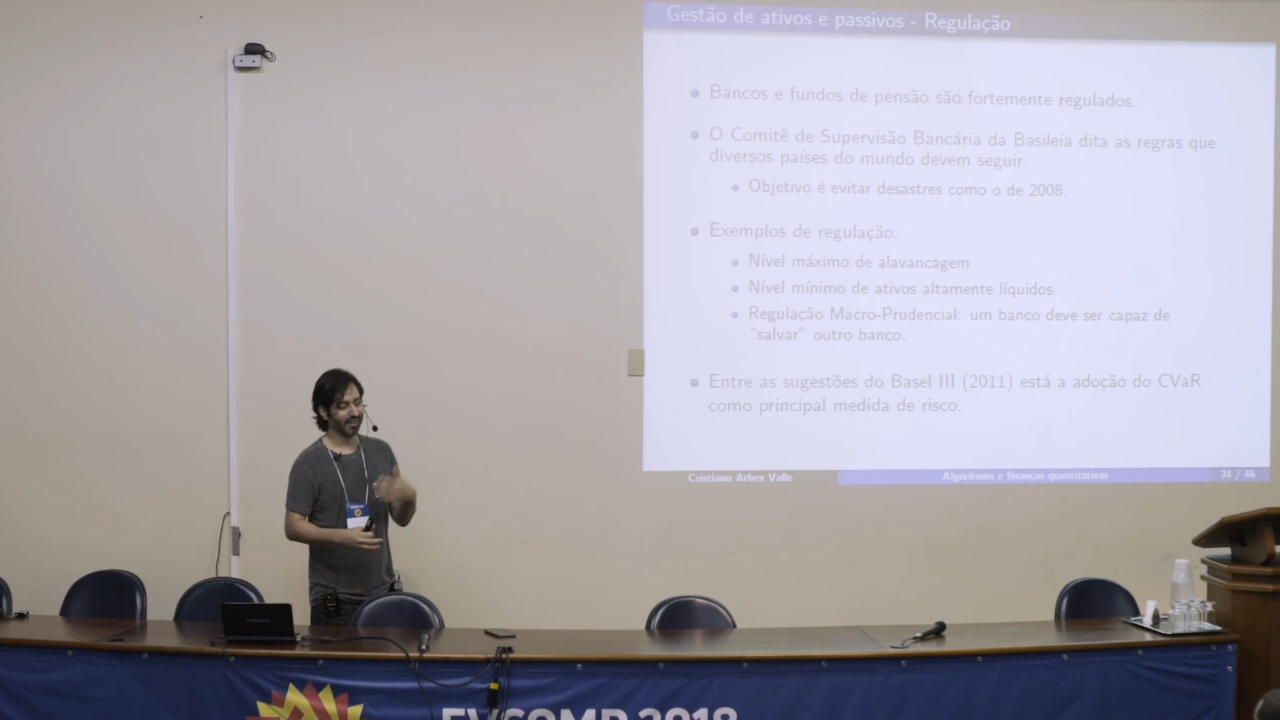 Gestão de ativos e passivos - Regulação
Bancos e fundos de pensão são fortemente regulados.
O Comitê de Supervisão Bancária da Basileia dita as regras que
diversos países do mundo devem seguir.
Objetivo é evitar desastres como o de 2008.
Exemplos de regulação:
Nível máximo de alavancagem
Nível mínimo de ativos altamente líquidos
Regulação Macro-Prudencial: um banco deve ser capaz de
“salvar” outro banco.
Entre as sugestões do Basel III (2011) está a adoção do CVaR
como principal medida de risco.
Cristiano Arbex Valle
Algoritmos e finanças quantitativas
34 / 46
EVCOMP 2018